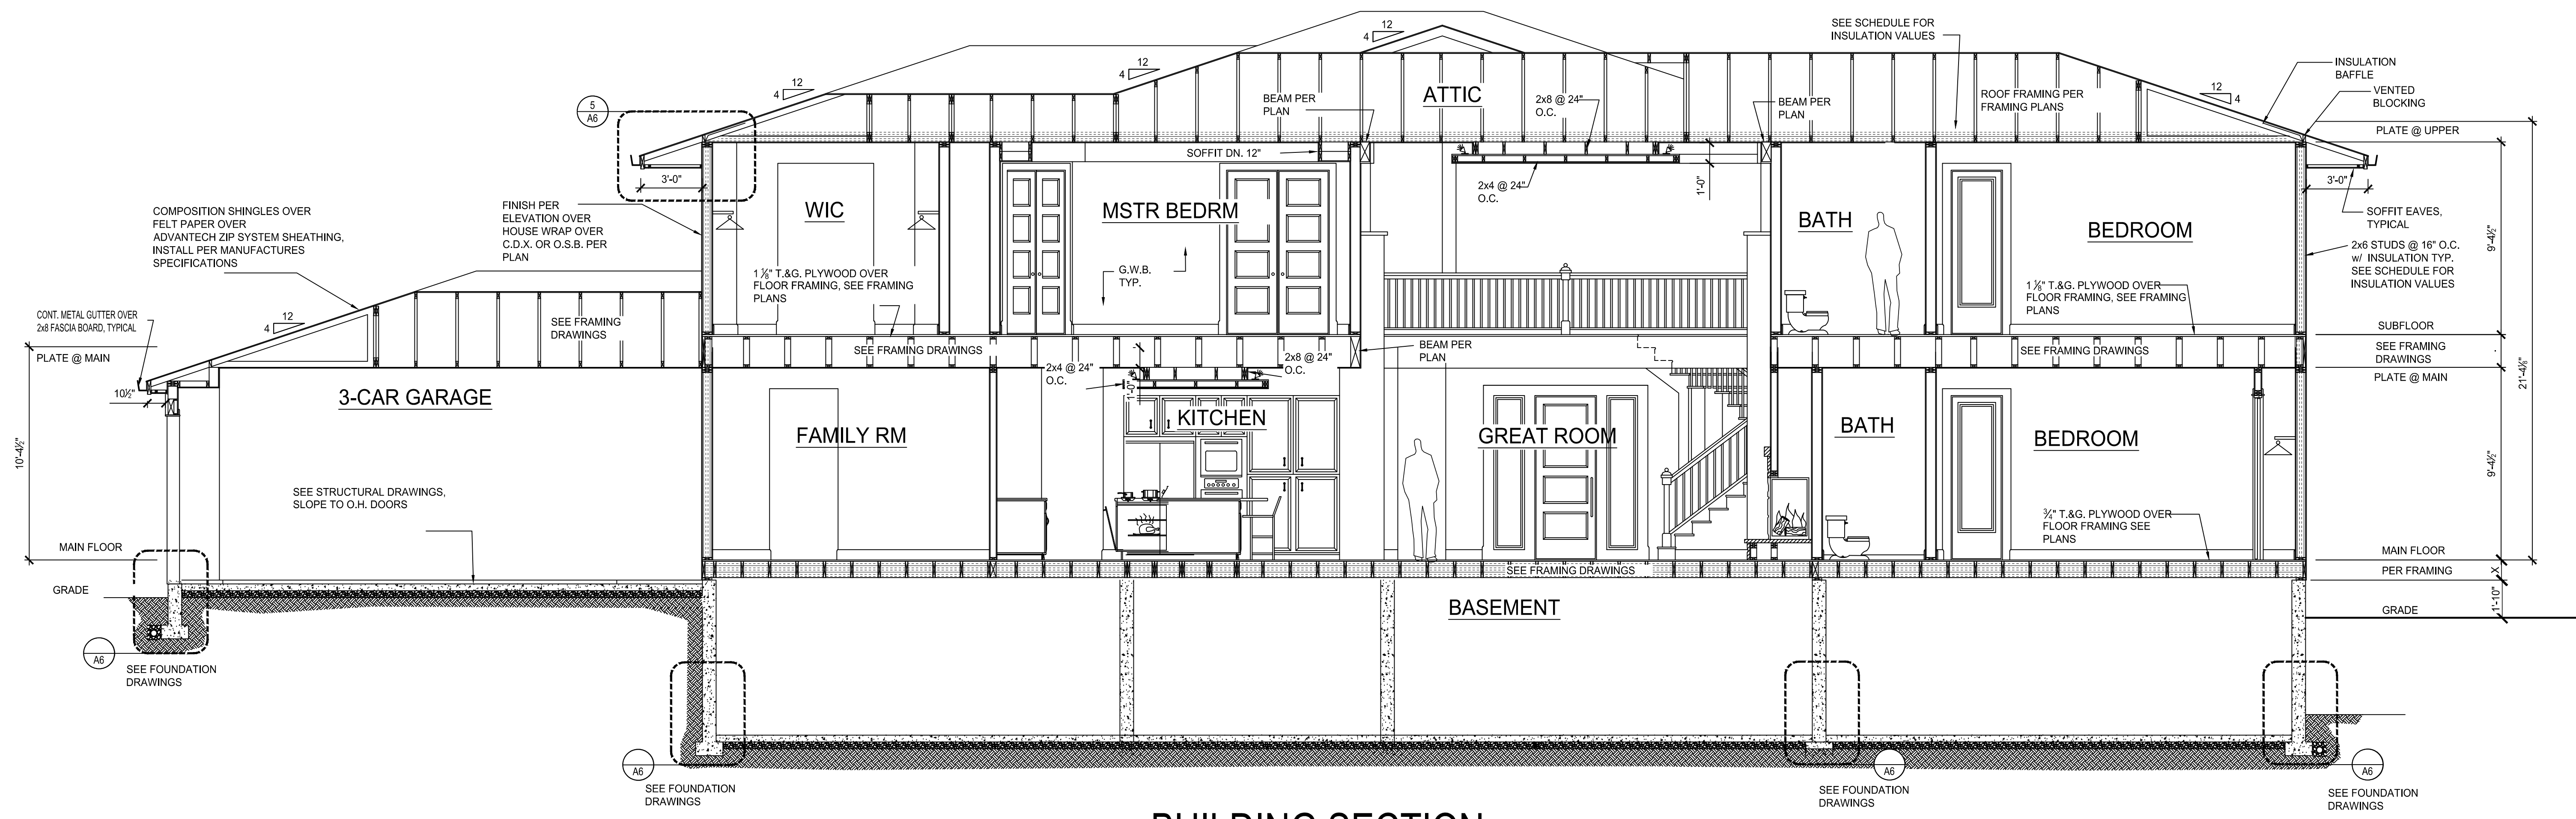 12
4
12
4
12
4
12
4
12
4
12
4
SEE SCHEDULE FOR
INSULATION VALUES
INSULATION
BAFFLE
VENTED
BLOCKING
5
A6
BEAM PER
PLAN
ATTIC
2x8 @ 24"
O.C.
BEAM PER
PLAN
ROOF FRAMING PER
FRAMING PLANS
PLATE @ UPPER
SOFFIT DN. 12"
3'-0"
2x4 @ 24"
O.C.
1'-0"
3'-0"
COMPOSITION SHINGLES OVER
FELT PAPER OVER
ADVANTECH ZIP SYSTEM SHEATHING,
INSTALL PER MANUFACTURES
SPECIFICATIONS
FINISH PER
ELEVATION OVER
HOUSE WRAP OVER
C.D.X. OR O.S.B. PER
PLAN
WIC
MSTR BEDRM
BATH
BEDROOM
SOFFIT EAVES,
TYPICAL
9'-4½"
2x6 STUDS @ 16" O.C.
w/ INSULATION TYP.
SEE SCHEDULE FOR
INSULATION VALUES
1 ⅛" T.&G. PLYWOOD OVER
FLOOR FRAMING, SEE FRAMING
PLANS
G.W.B.
TYP.
1 ⅛" T.&G. PLYWOOD OVER
FLOOR FRAMING, SEE FRAMING
PLANS
CONT. METAL GUTTER OVER
2x8 FASCIA BOARD, TYPICAL
SEE FRAMING
DRAWINGS
SUBFLOOR
PLATE @ MAIN
SEE FRAMING DRAWINGS
BEAM PER
PLAN
SEE FRAMING DRAWINGS
SEE FRAMING
DRAWINGS
2x4 @ 24"
O.C.
1'-0"
2x8 @ 24"
O.C.
PLATE @ MAIN
21'-4⅛"
10½"
3-CAR GARAGE
FAMILY RM
KITCHEN
GREAT ROOM
BATH
BEDROOM
10'-4½"
9'-4½"
SEE STRUCTURAL DRAWINGS,
SLOPE TO O.H. DOORS
¾" T.&G. PLYWOOD OVER
FLOOR FRAMING SEE
PLANS
MAIN FLOOR
MAIN FLOOR
SEE FRAMING DRAWINGS
PER FRAMING
X
GRADE
BASEMENT
1'-10"
GRADE
A6
SEE FOUNDATION
DRAWINGS
A6
SEE FOUNDATION
DRAWINGS
A6
SEE FOUNDATION
DRAWINGS
A6
SEE FOUNDATION
DRAWINGS
BUILDING SECTION